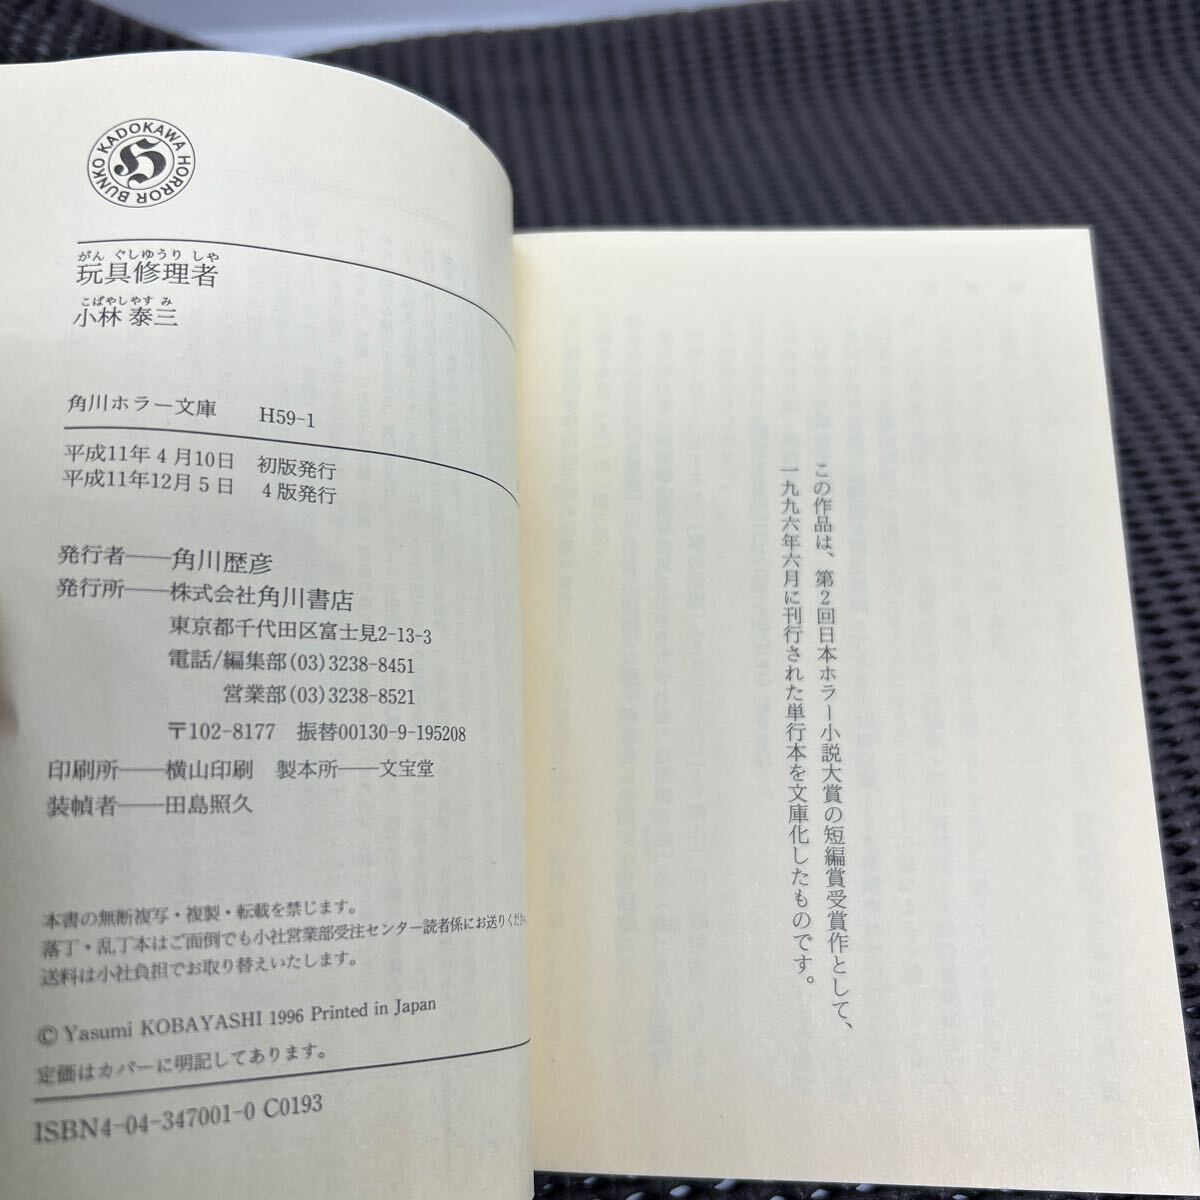 KADOKAWA HORROR BUNKO
H
がんぐしゆうりしや
玩具修理者
こばやしやすみ
小林 泰三
角川ホラー文庫 H59-1
平成11年4月10日 初版発行
平成11年12月5日 4版発行
発行者──角川歴彦
発行所──株式会社角川書店
東京都千代田区富士見2-13-3
電話/編集部(03)3238-8451
営業部(03)3238-8521
〒102-8177 振替00130-9-195208
印刷所──横山印刷 製本所──文宝堂
装幀者──田島照久
本書の無断複写・複製・転載を禁じます。
落丁・乱丁本はご面倒でも小社営業部受注センター読者係にお送りください。
送料は小社負担でお取り替えいたします。
© Yasumi KOBAYASHI 1996 Printed in Japan
定価はカバーに明記してあります。
ISBN4-04-347001-0 C0193
この作品は、第2回日本ホラー小説大賞の短編賞受賞作として、
一九九六年六月に刊行された単行本を文庫化したものです。